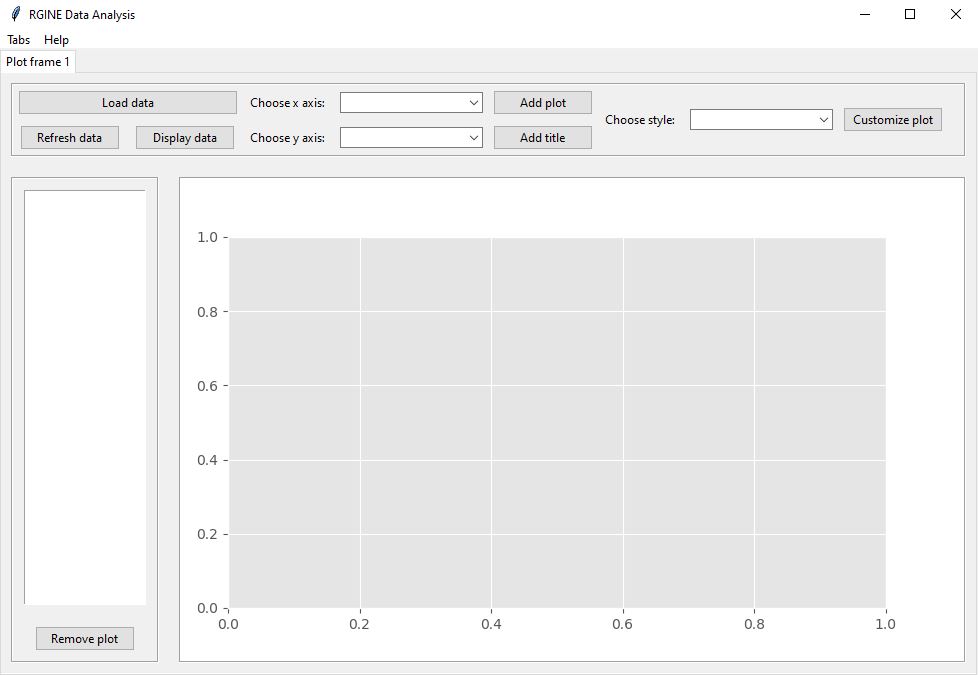 RGINE Data Analysis
Tabs Help
Plot frame 1
Load data Choose x axis: Add plot
Choose style: Customize plot
Refresh data Display data Choose y axis: Add title
1.0
0.8
0.6
0.4
0.2
0.0
0.0 0.2 0.4 0.6 0.8 1.0
Remove plot